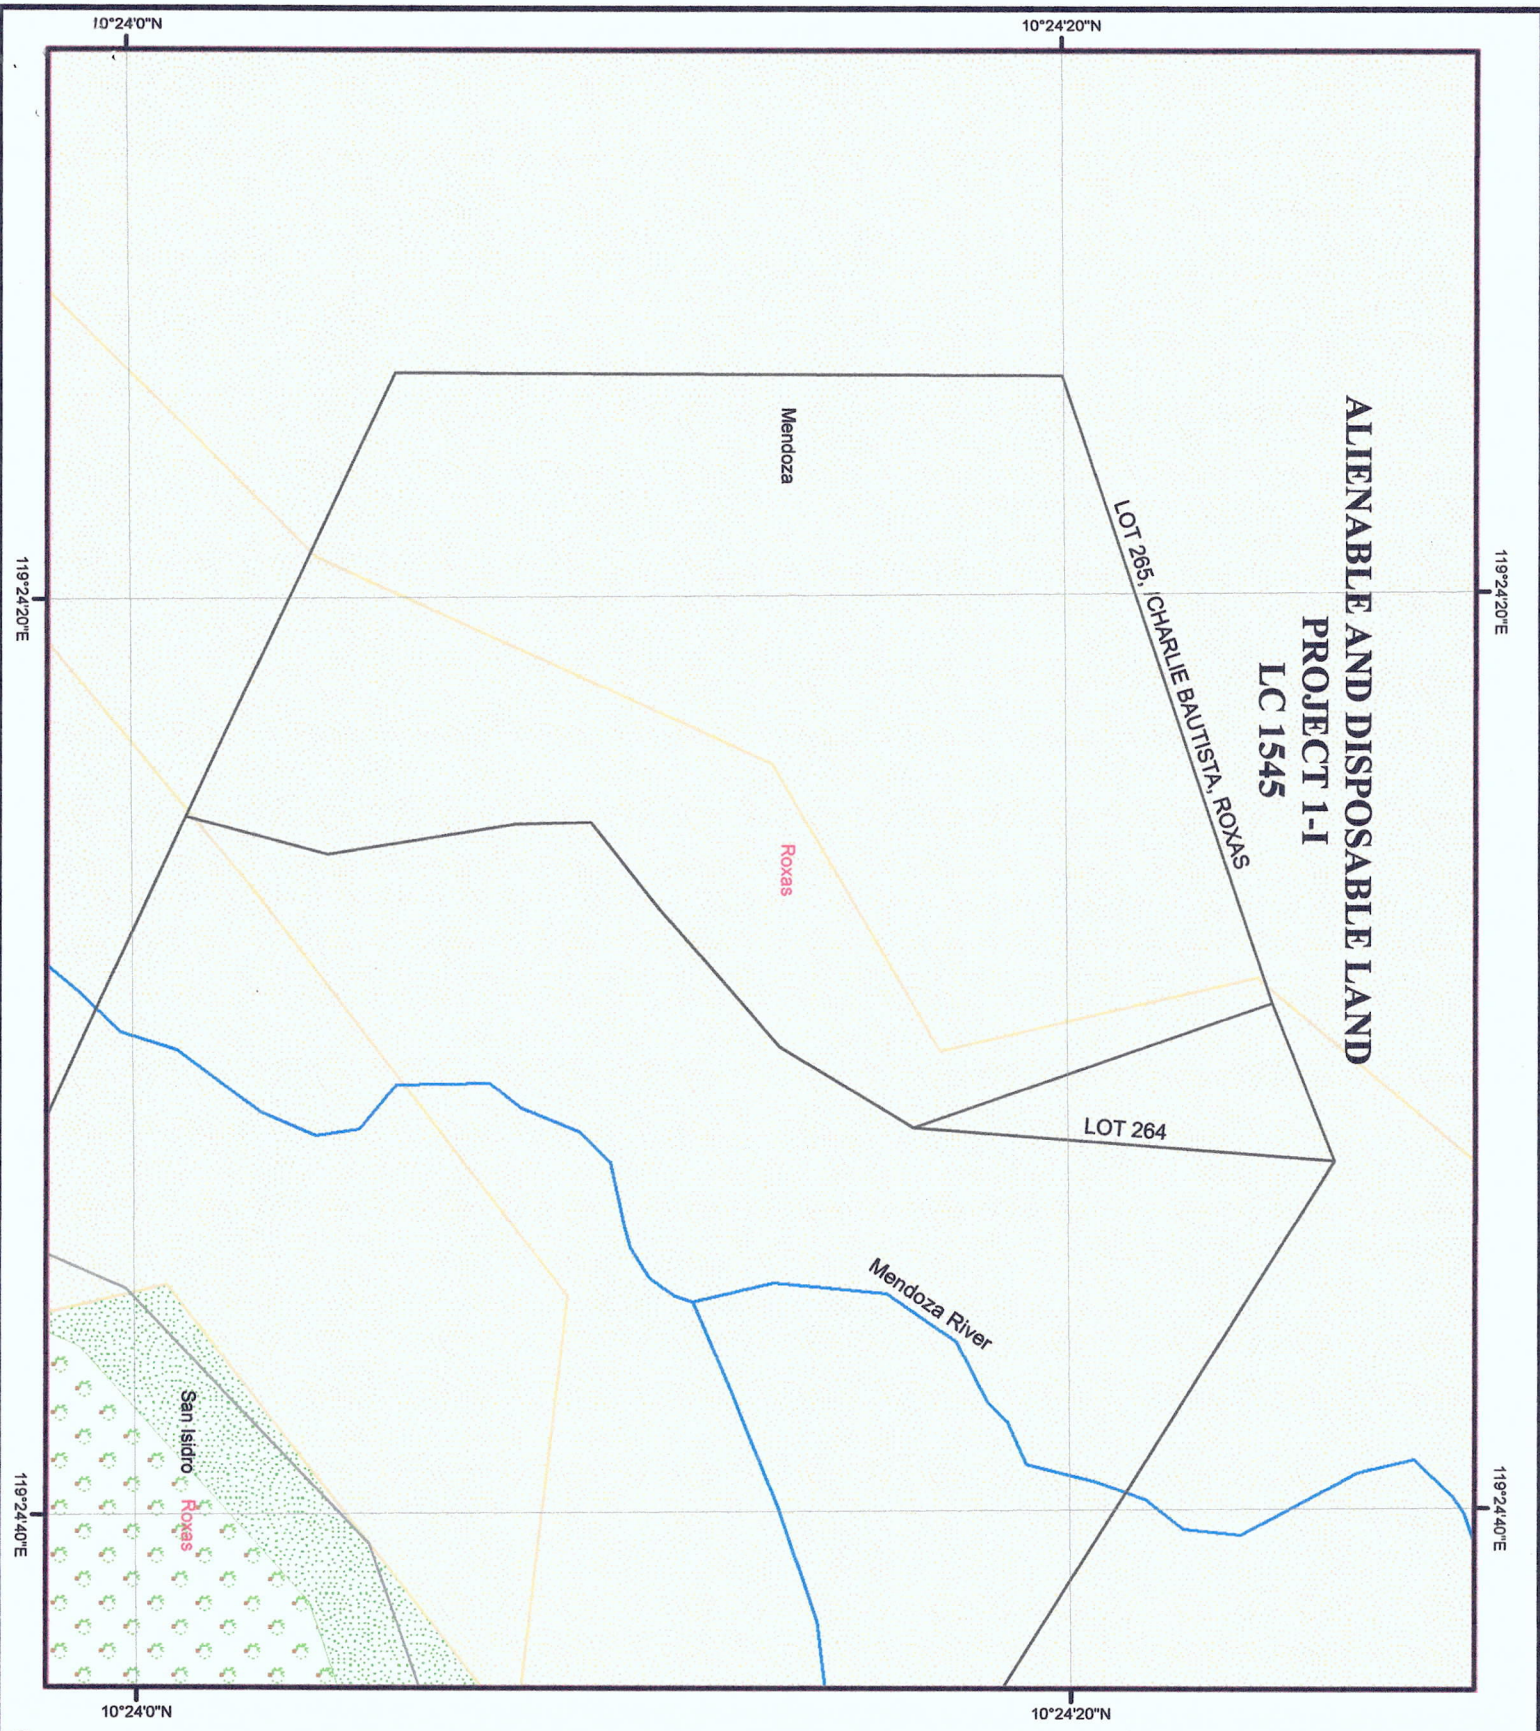 10°24'0"N
10°24'20"N
119°24'20"E
119°24'20"E
ALIENABLE AND DISPOSABLE LAND
PROJECT 1-I
LC 1545
LOT 265, CHARLIE BAUTISTA, ROXAS
Mendoza
Roxas
LOT 264
Mendoza River
San Isidro
Roxas
119°24'40"E
119°24'40"E
10°24'0"N
10°24'20"N